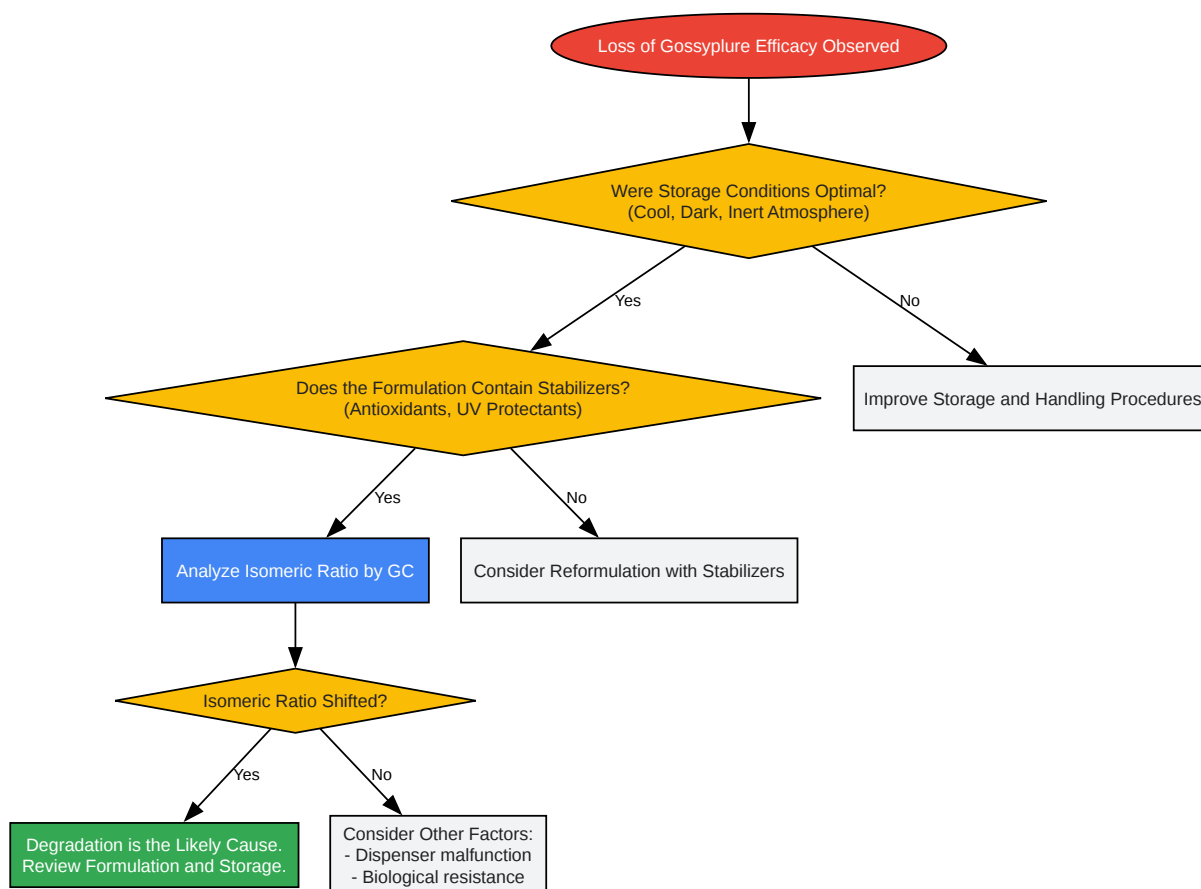 Loss of Gossyplure Efficacy Observed
Were Storage Conditions Optimal?
(Cool, Dark, Inert Atmosphere)
Yes
No
Does the Formulation Contain Stabilizers?
(Antioxidants, UV Protectants)
Improve Storage and Handling Procedures
Yes
No
Analyze Isomeric Ratio by GC
Consider Reformulation with Stabilizers
Isomeric Ratio Shifted?
Yes
No
Degradation is the Likely Cause.
Review Formulation and Storage.
Consider Other Factors:
- Dispenser malfunction
- Biological resistance